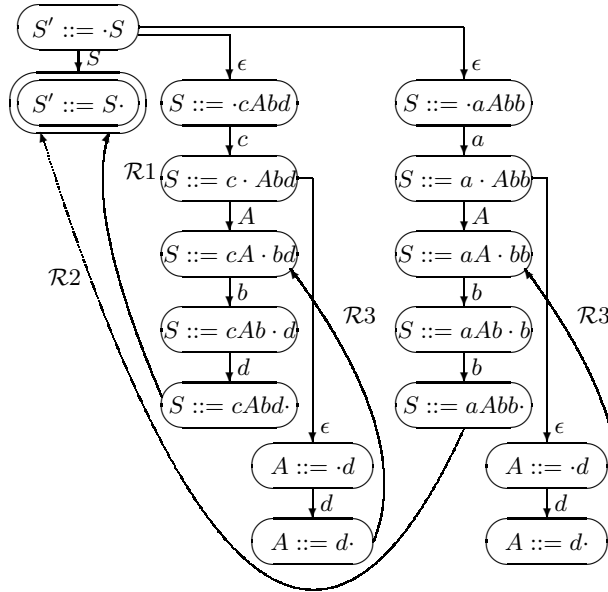 S′ ::= ·S
S
ϵ
ϵ
S′ ::= S·
S ::= ·cAbd
S ::= ·aAbb
c
a
R1
S ::= c · Abd
S ::= a · Abb
A
A
R2
S ::= cA · bd
S ::= aA · bb
b
b
R3
R3
S ::= cAb · d
S ::= aAb · b
d
b
S ::= cAbd·
S ::= aAbb·
ϵ
ϵ
A ::= ·d
A ::= ·d
d
d
A ::= d·
A ::= d·